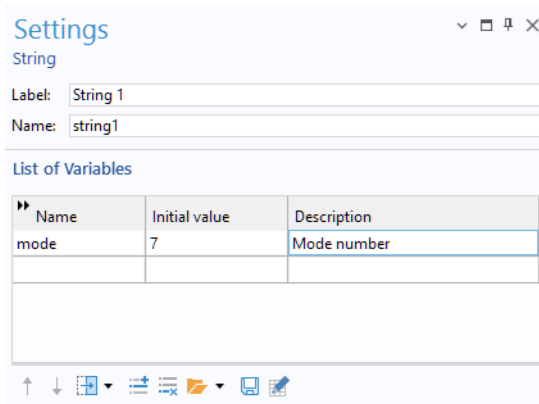 Settings
String
Label: String 1
Name: string1
List of Variables
Name Initial value Description
mode 7 Mode number